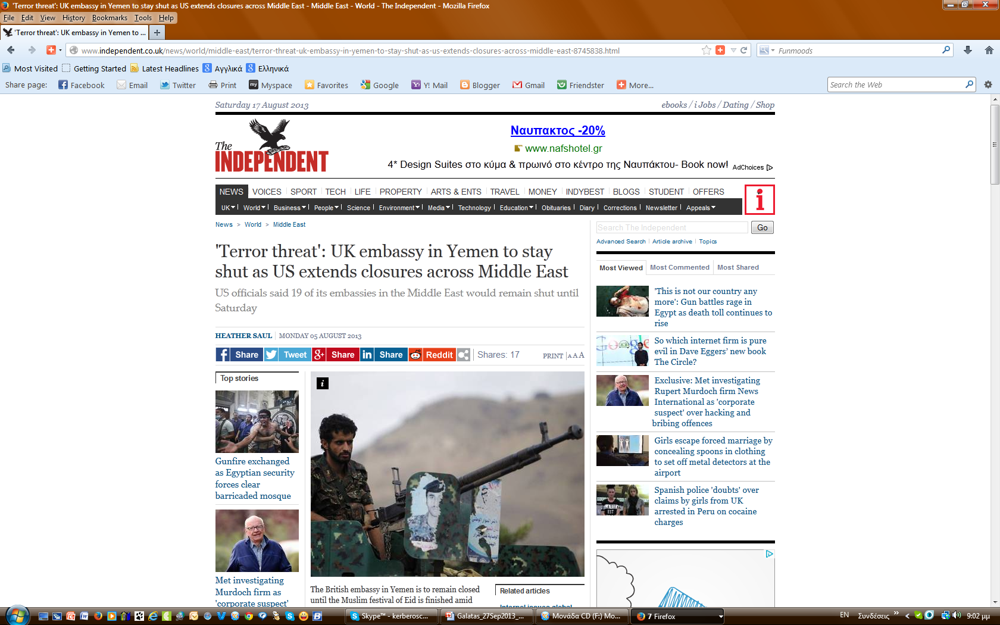 'Terror threat': UK embassy in Yemen to stay shut as US extends closures across Middle East - Middle East - World - The Independent - Mozilla Firefox
File Edit View History Bookmarks Tools Help
'Terror threat': UK embassy in Yemen to ...
www.independent.co.uk/news/world/middle-east/terror-threat-uk-embassy-in-yemen-to-stay-shut-as-us-extends-closures-across-middle-east-8745838.html
Funmoods
Most Visited Getting Started Latest Headlines Αγγλικά Ελληνικά
Share page: Facebook Email Twitter Print Myspace Favorites Google Y! Mail Blogger Gmail Friendster More...
Search the Web
Saturday 17 August 2013
ebooks / i Jobs / Dating / Shop
The
INDEPENDENT
Ναυπακτος -20%
www.nafshotel.gr
4* Design Suites στο κύμα & πρωινό στο κέντρο της Ναυπάκτου- Book now!
AdChoices
NEWS VOICES SPORT TECH LIFE PROPERTY ARTS & ENTS TRAVEL MONEY INDYBEST BLOGS STUDENT OFFERS
UK World Business People Science Environment Media Technology Education Obituaries Diary Corrections Newsletter Appeals
i
News > World > Middle East
'Terror threat': UK embassy in Yemen to stay
shut as US extends closures across Middle East
US officials said 19 of its embassies in the Middle East would remain shut until
Saturday
HEATHER SAUL MONDAY 05 AUGUST 2013
Share Tweet Share Share Reddit Shares: 17 PRINT A A A
Top stories
Gunfire exchanged
as Egyptian security
forces clear
barricaded mosque
Met investigating
Murdoch firm as
'corporate suspect'
i
The British embassy in Yemen is to remain closed
until the Muslim festival of Eid is finished amid
Related articles
Search The Independent Go
Advanced Search Article archive Topics
Most Viewed Most Commented Most Shared
'This is not our country any
more': Gun battles rage in
Egypt as death toll continues to
rise
So which internet firm is pure
evil in Dave Eggers' new book
The Circle?
Exclusive: Met investigating
Rupert Murdoch firm News
International as 'corporate
suspect' over hacking and
bribing offences
Girls escape forced marriage by
concealing spoons in clothing
to set off metal detectors at the
airport
Spanish police 'doubts' over
claims by girls from UK
arrested in Peru on cocaine
charges
Skype™ - kerberosc... Galatas_27Sep2013_... Μονάδα CD (F:) Mo... 7 Firefox
EN Συνδέσεις 9:02 μμ